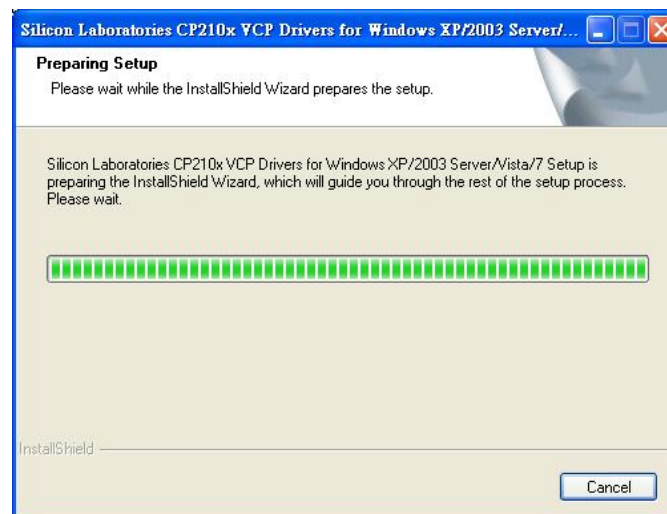 Silicon Laboratories CP210x VCP Drivers for Windows XP/2003 Server/...
Preparing Setup
Please wait while the InstallShield Wizard prepares the setup.
Silicon Laboratories CP210x VCP Drivers for Windows XP/2003 Server/Vista/7 Setup is
preparing the InstallShield Wizard, which will guide you through the rest of the setup process.
Please wait.
InstallShield
Cancel